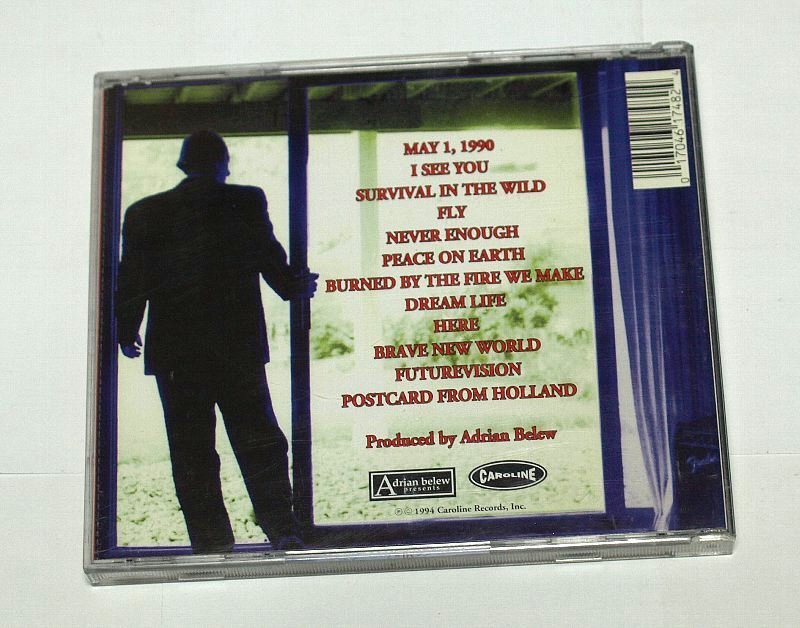 MAY 1, 1990
I SEE YOU
SURVIVAL IN THE WILD
FLY
NEVER ENOUGH
PEACE ON EARTH
BURNED BY THE FIRE WE MAKE
DREAM LIFE
HERE
BRAVE NEW WORLD
FUTUREVISION
POSTCARD FROM HOLLAND
Produced by Adrian Belew
Adrian belew
presents
CAROLINE
℗ © 1994 Caroline Records, Inc.
0 17046 17482 4